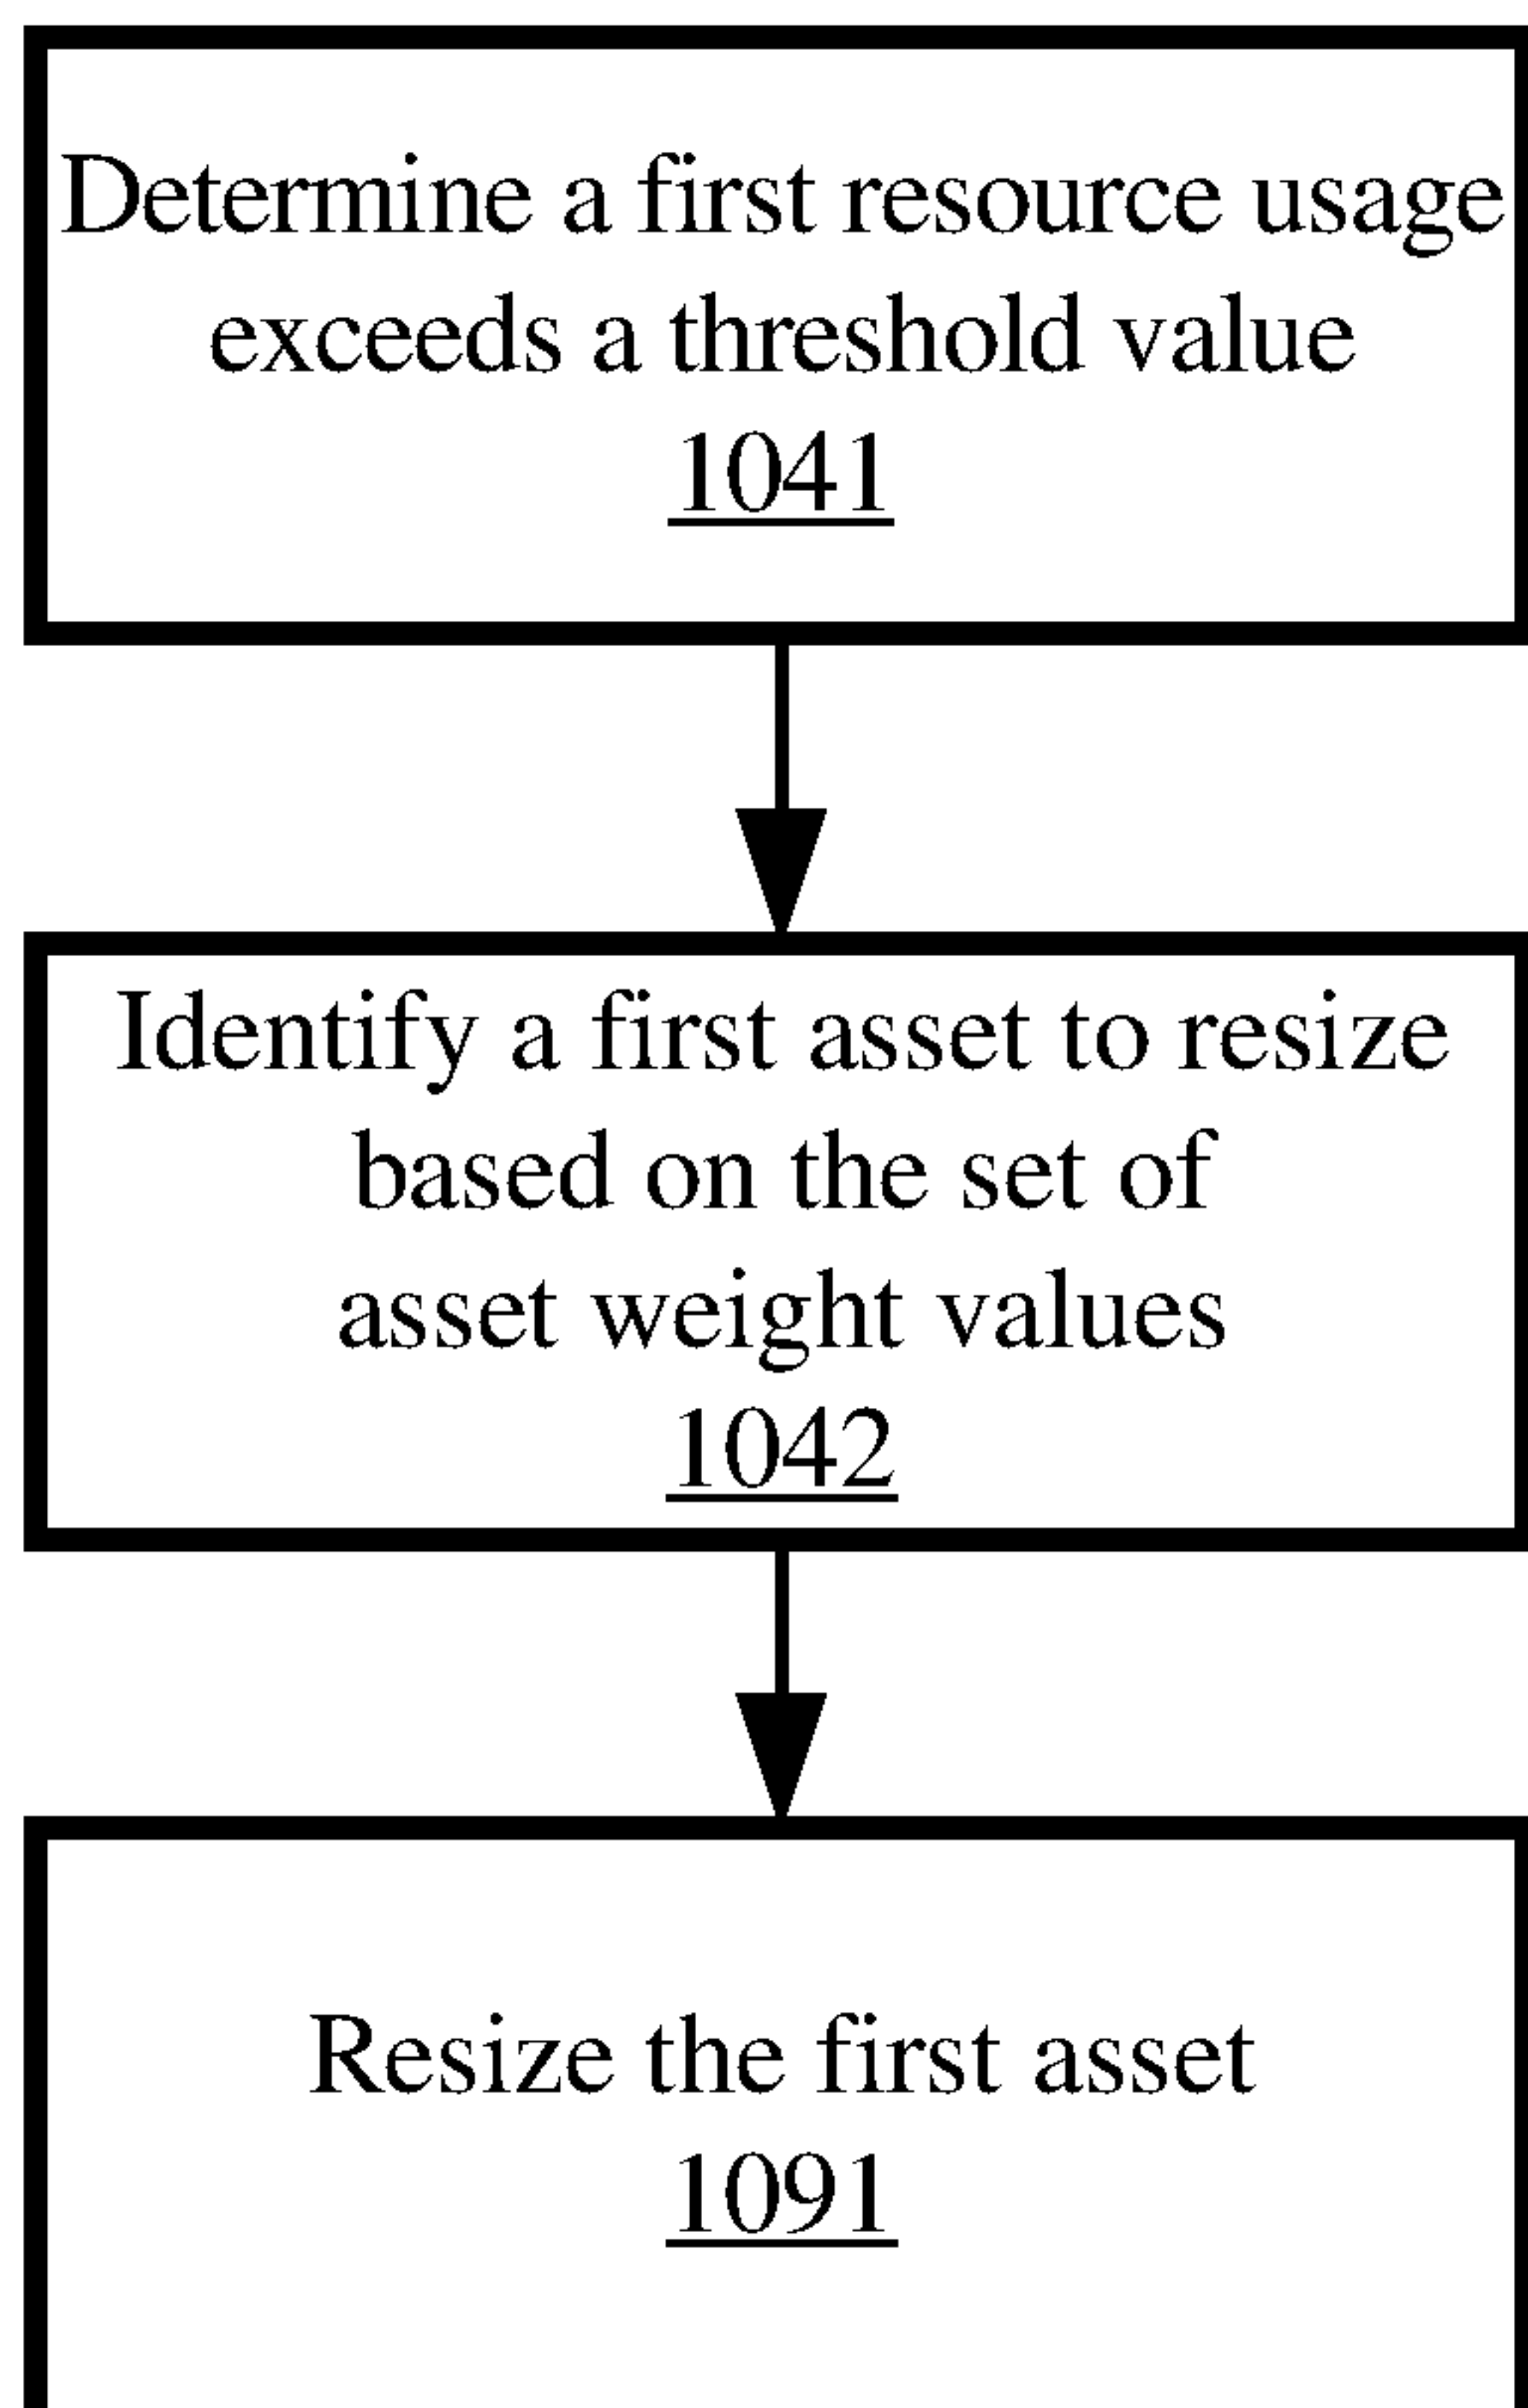 Determine a first resource usage
exceeds a threshold value
1041
Identify a first asset to resize
based on the set of
asset weight values
1042
Resize the first asset
1091